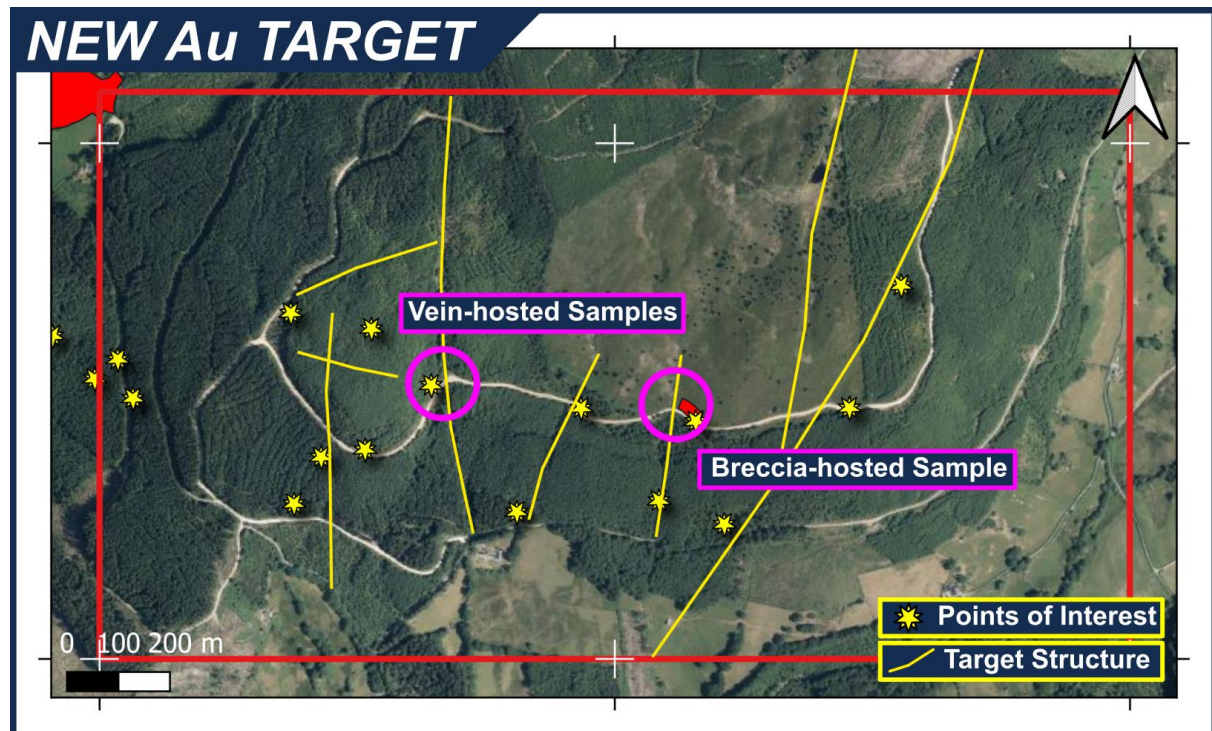 NEW Au TARGET
Vein-hosted Samples
Breccia-hosted Sample
0 100 200 m
Points of Interest
Target Structure